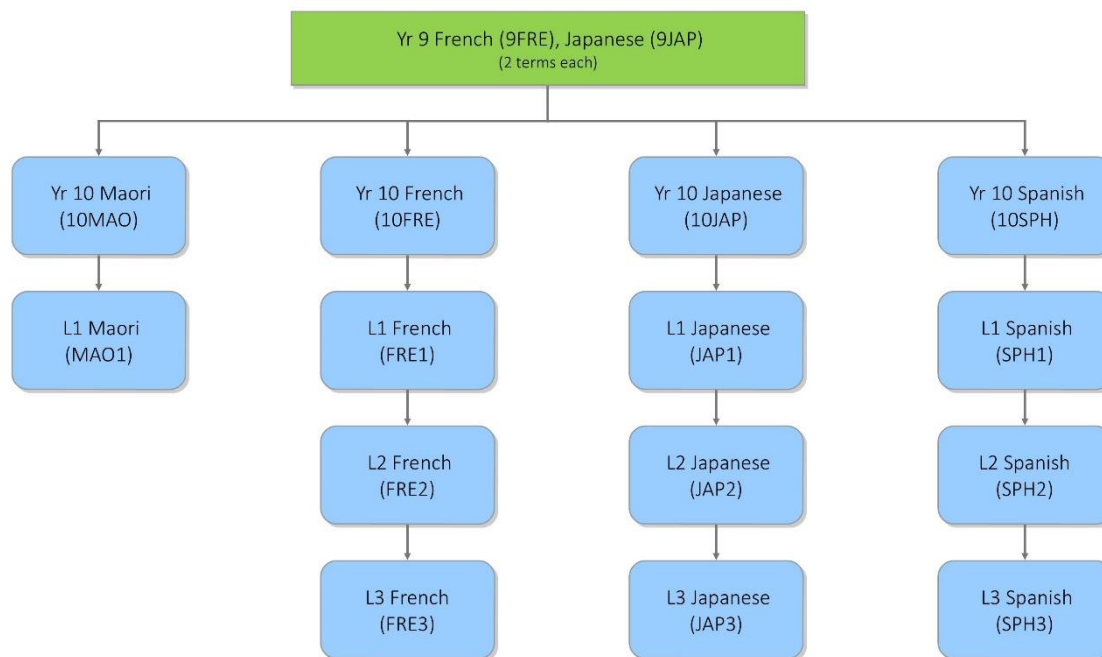 Yr 9 French (9FRE), Japanese (9JAP)
(2 terms each)
Yr 10 Maori
(10MAO)
Yr 10 French
(10FRE)
Yr 10 Japanese
(10JAP)
Yr 10 Spanish
(10SPH)
L1 Maori
(MAO1)
L1 French
(FRE1)
L1 Japanese
(JAP1)
L1 Spanish
(SPH1)
L2 French
(FRE2)
L2 Japanese
(JAP2)
L2 Spanish
(SPH2)
L3 French
(FRE3)
L3 Japanese
(JAP3)
L3 Spanish
(SPH3)